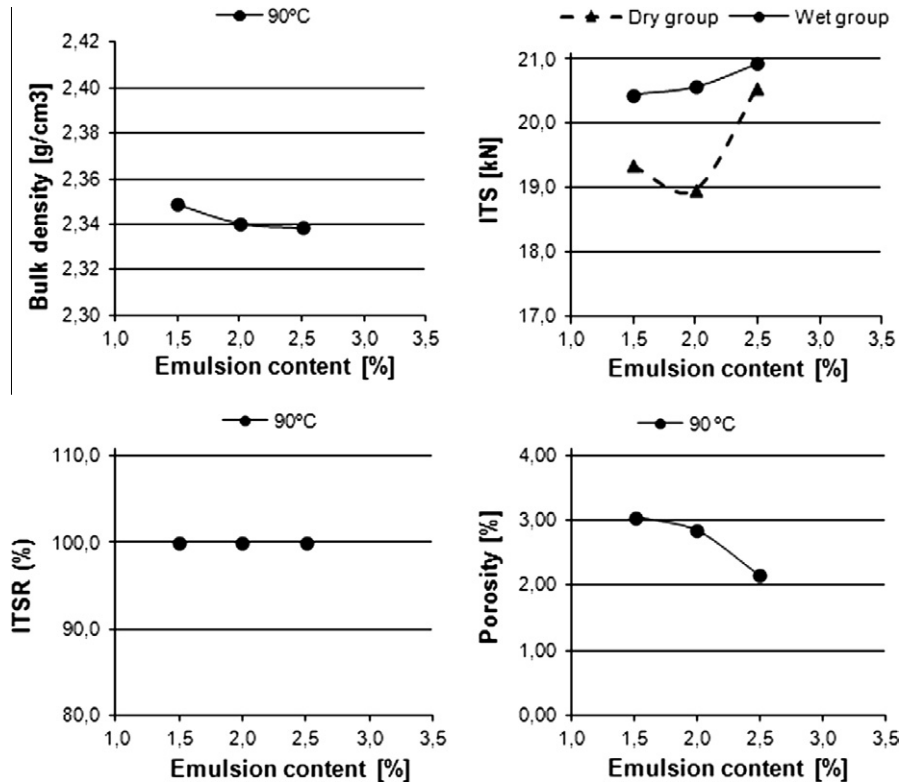 90ºC
Bulk density [g/cm3]
2,42
2,40
2,38
2,36
2,34
2,32
2,30
1,0 1,5 2,0 2,5 3,0 3,5
Emulsion content [%]
Dry group Wet group
ITS [kN]
21,0
20,0
19,0
18,0
17,0
1,0 1,5 2,0 2,5 3,0 3,5
Emulsion content [%]
90ºC
ITSR (%)
110,0
100,0
90,0
80,0
1,0 1,5 2,0 2,5 3,0 3,5
Emulsion content [%]
90 ºC
Porosity [%]
4,00
3,00
2,00
1,00
0,00
1,0 1,5 2,0 2,5 3,0 3,5
Emulsion content [%]